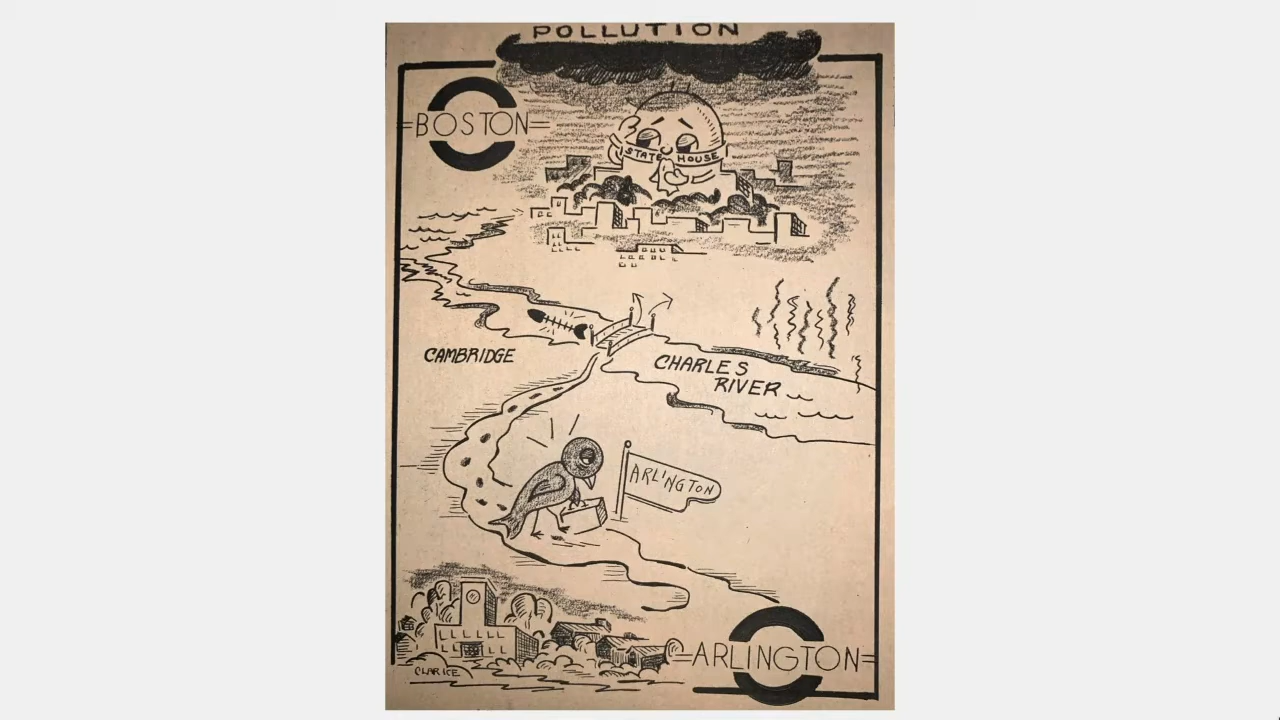 POLLUTION
BOSTON
STATE HOUSE
CAMBRIDGE
CHARLES
RIVER
ARLINGTON
ARLINGTON
CLARICE